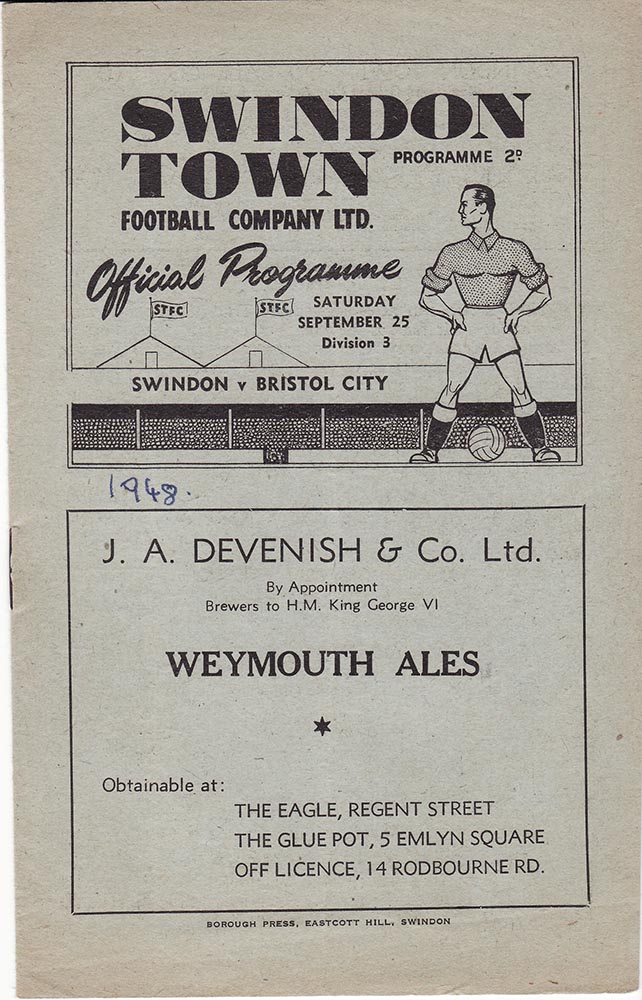 SWINDON
TOWN
PROGRAMME 2D
FOOTBALL COMPANY LTD.
Official Programme
STFC
STFC
SATURDAY
SEPTEMBER 25
Division 3
SWINDON v BRISTOL CITY
1948.
J. A. DEVENISH & Co. Ltd.
By Appointment
Brewers to H.M. King George VI
WEYMOUTH ALES
Obtainable at:
THE EAGLE, REGENT STREET
THE GLUE POT, 5 EMLYN SQUARE
OFF LICENCE, 14 RODBOURNE RD.
BOROUGH PRESS, EASTCOTT HILL, SWINDON